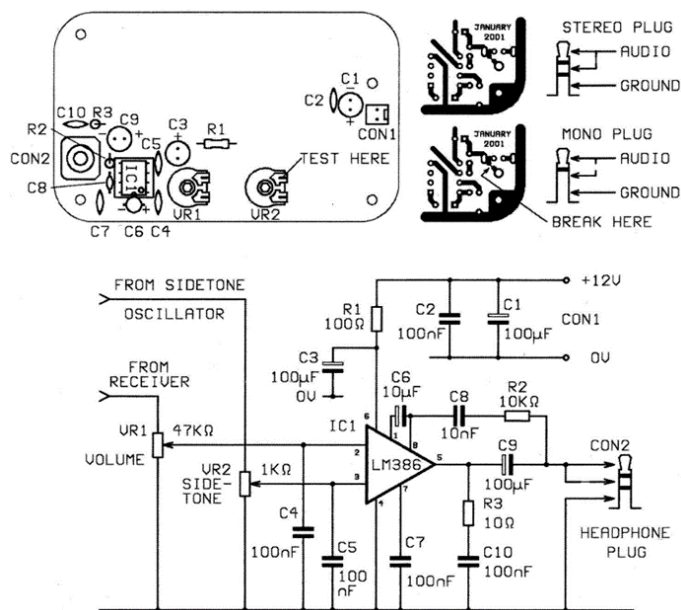 C1
C2
-
+
CON1
C10
R3
C9
-
+
R2
CON2
C8
C5
C3
+
R1
IC1
TEST HERE
VR1
VR2
-
+
C7
C6
C4
JANUARY
2001
STEREO PLUG
AUDIO
GROUND
JANUARY
2001
MONO PLUG
AUDIO
GROUND
BREAK HERE
FROM SIDETONE
OSCILLATOR
FROM
RECEIVER
VR1
47KΩ
VOLUME
VR2
1KΩ
SIDE-
TONE
R1
100Ω
C3
100µF
0V
C2
100nF
C1
100µF
+12V
CON1
0V
C6
10µF
C8
10nF
R2
10KΩ
IC1
LM386
6
1
8
2
3
5
4
7
C9
100µF
R3
10Ω
C10
100nF
C4
100nF
C5
100
nF
C7
100nF
CON2
HEADPHONE
PLUG